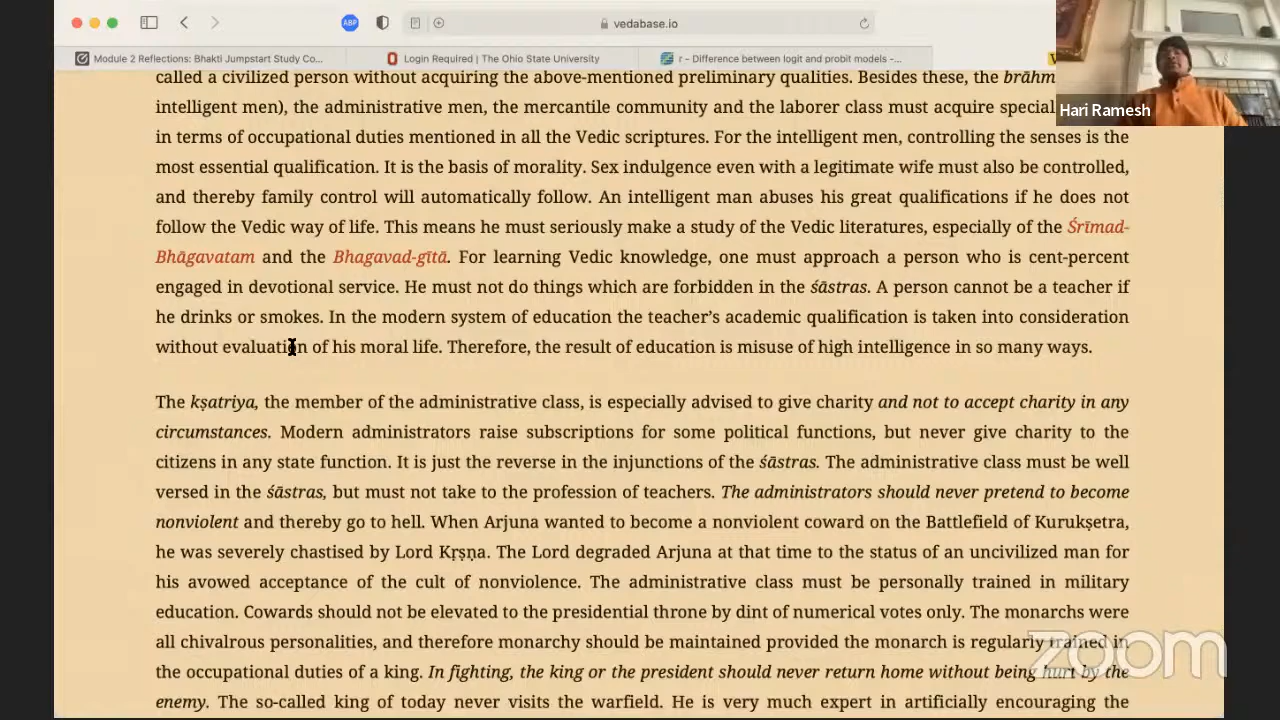 ABP
vedabase.io
Module 2 Reflections: Bhakti Jumpstart Study Co...
Login Required | The Ohio State University
r - Difference between logit and probit models -...
Hari Ramesh
called a civilized person without acquiring the above-mentioned preliminary qualities. Besides these, the brāhm
intelligent men), the administrative men, the mercantile community and the laborer class must acquire special
in terms of occupational duties mentioned in all the Vedic scriptures. For the intelligent men, controlling the senses is the
most essential qualification. It is the basis of morality. Sex indulgence even with a legitimate wife must also be controlled,
and thereby family control will automatically follow. An intelligent man abuses his great qualifications if he does not
follow the Vedic way of life. This means he must seriously make a study of the Vedic literatures, especially of the Śrīmad-
Bhāgavatam and the Bhagavad-gītā. For learning Vedic knowledge, one must approach a person who is cent-percent
engaged in devotional service. He must not do things which are forbidden in the śāstras. A person cannot be a teacher if
he drinks or smokes. In the modern system of education the teacher's academic qualification is taken into consideration
without evaluation of his moral life. Therefore, the result of education is misuse of high intelligence in so many ways.
The kṣatriya, the member of the administrative class, is especially advised to give charity and not to accept charity in any
circumstances. Modern administrators raise subscriptions for some political functions, but never give charity to the
citizens in any state function. It is just the reverse in the injunctions of the śāstras. The administrative class must be well
versed in the śāstras, but must not take to the profession of teachers. The administrators should never pretend to become
nonviolent and thereby go to hell. When Arjuna wanted to become a nonviolent coward on the Battlefield of Kurukṣetra,
he was severely chastised by Lord Kṛṣṇa. The Lord degraded Arjuna at that time to the status of an uncivilized man for
his avowed acceptance of the cult of nonviolence. The administrative class must be personally trained in military
education. Cowards should not be elevated to the presidential throne by dint of numerical votes only. The monarchs were
all chivalrous personalities, and therefore monarchy should be maintained provided the monarch is regularly trained in
the occupational duties of a king. In fighting, the king or the president should never return home without being hurt by the
enemy. The so-called king of today never visits the warfield. He is very much expert in artificially encouraging the
zoom